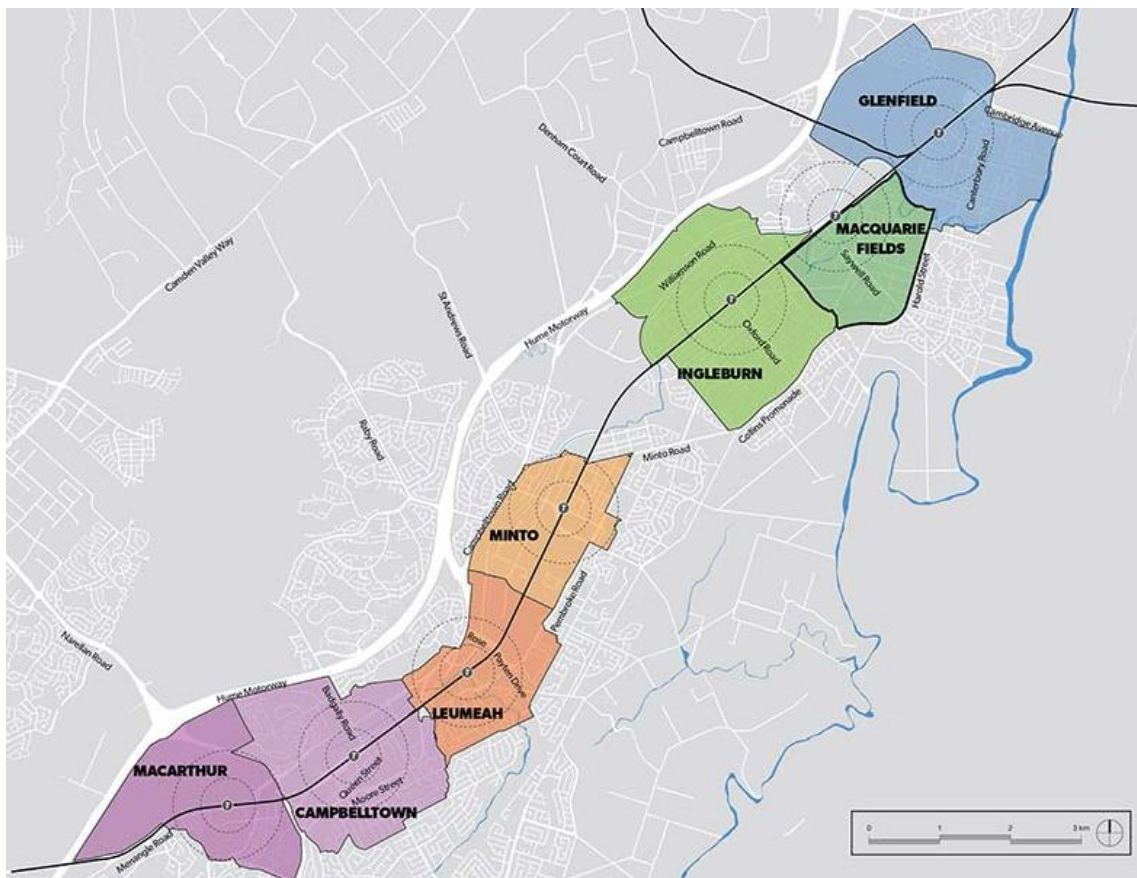 GLENFIELD
Cambridge Avenue
Campbelltown Road
Denham Court Road
Canterbury Road
MACQUARIE
FIELDS
Saywell Road
Harold Street
Williamson Road
Camden Valley Way
St Andrews Road
Hume Motorway
Oxford Road
INGLEBURN
Collins Promenade
Raby Road
Minto Road
Campbelltown Road
MINTO
Pembroke Road
Rose
Payten Drive
Narellan Road
Hume Motorway
Badgally Road
LEUMEAH
MACARTHUR
Queen Street
Moore Street
CAMPBELLTOWN
Menangle Road
0 1 2 3 km
T
T
T
T
T
T
T